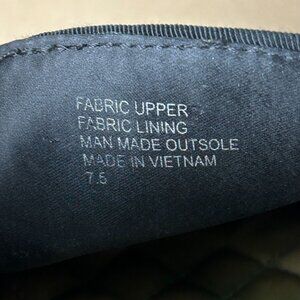 FABRIC UPPER
FABRIC LINING
MAN MADE OUTSOLE
MADE IN VIETNAM
7.5